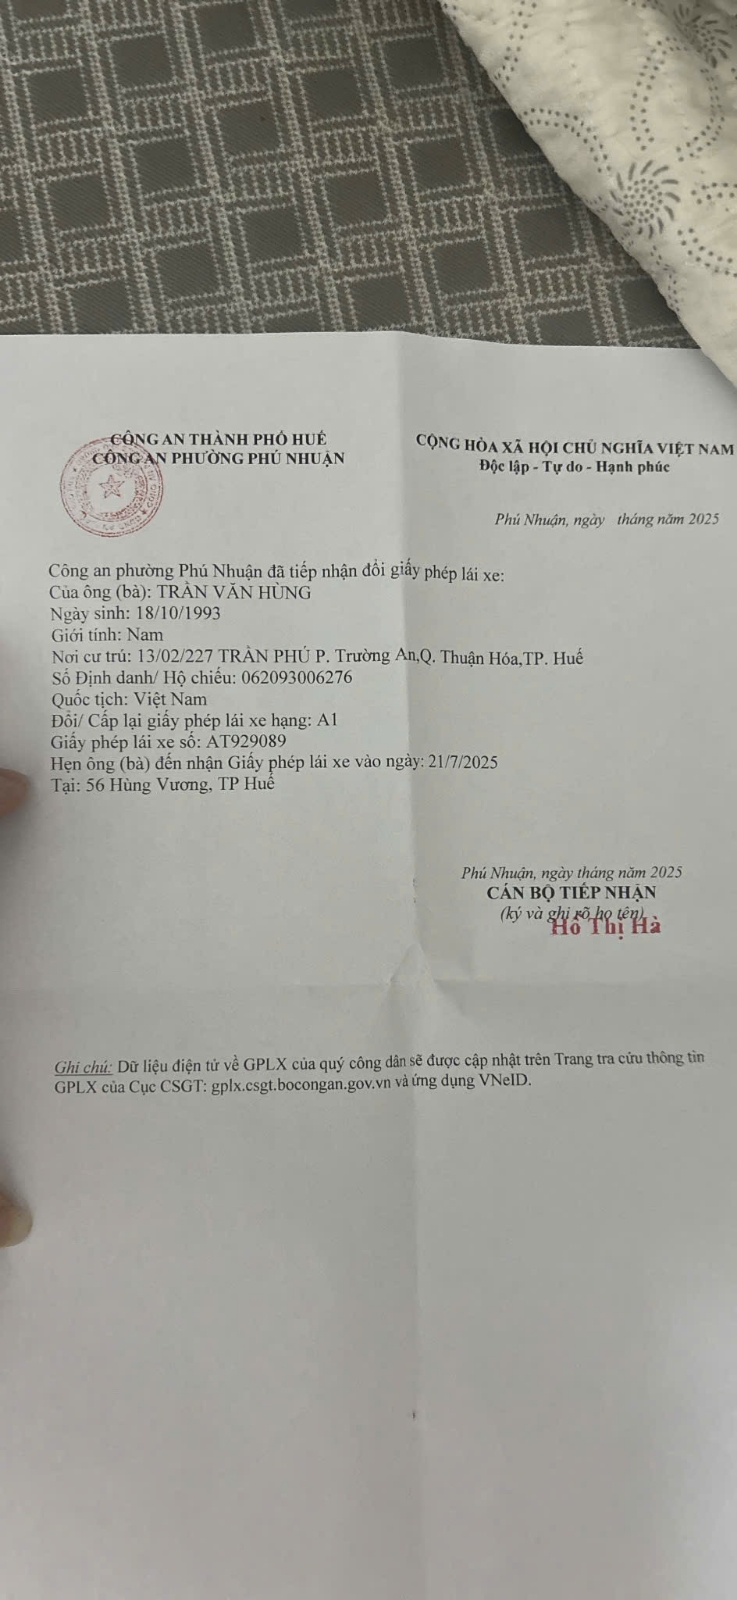 CÔNG AN THÀNH PHỐ HUẾ
CÔNG AN PHƯỜNG PHÚ NHUẬN
CỘNG HÒA XÃ HỘI CHỦ NGHĨA VIỆT NAM
Độc lập - Tự do - Hạnh phúc
Phú Nhuận, ngày tháng năm 2025
Công an phường Phú Nhuận đã tiếp nhận đổi giấy phép lái xe:
Của ông (bà): TRẦN VĂN HÙNG
Ngày sinh: 18/10/1993
Giới tính: Nam
Nơi cư trú: 13/02/227 TRẦN PHÚ P. Trường An,Q. Thuận Hóa,TP. Huế
Số Định danh/ Hộ chiếu: 062093006276
Quốc tịch: Việt Nam
Đổi/ Cấp lại giấy phép lái xe hạng: A1
Giấy phép lái xe số: AT929089
Hẹn ông (bà) đến nhận Giấy phép lái xe vào ngày: 21/7/2025
Tại: 56 Hùng Vương, TP Huế
Phú Nhuận, ngày tháng năm 2025
CÁN BỘ TIẾP NHẬN
(ký và ghi rõ họ tên)
Hồ Thị Hà
Ghi chú: Dữ liệu điện tử về GPLX của quý công dân sẽ được cập nhật trên Trang tra cứu thông tin
GPLX của Cục CSGT: gplx.csgt.bocongan.gov.vn và ứng dụng VNeID.